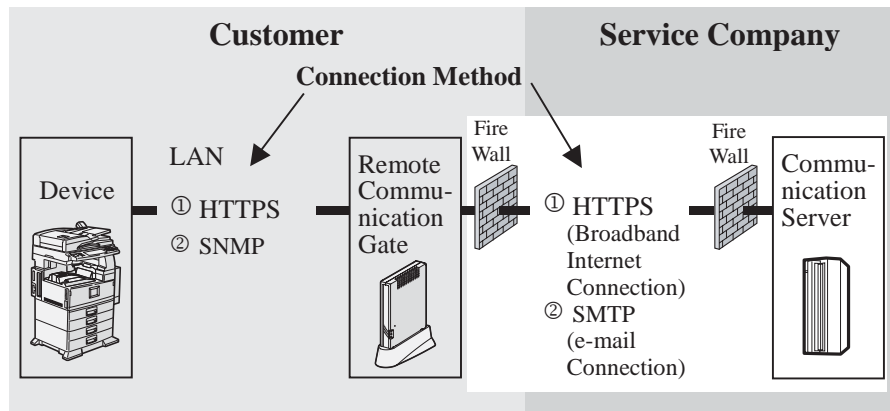 Customer
Service Company
Connection Method
Device
LAN
① HTTPS
② SNMP
Remote
Commu-
nication
Gate
Fire
Wall
① HTTPS
(Broadband
Internet
Connection)
② SMTP
(e-mail
Connection)
Fire
Wall
Commu-
nication
Server